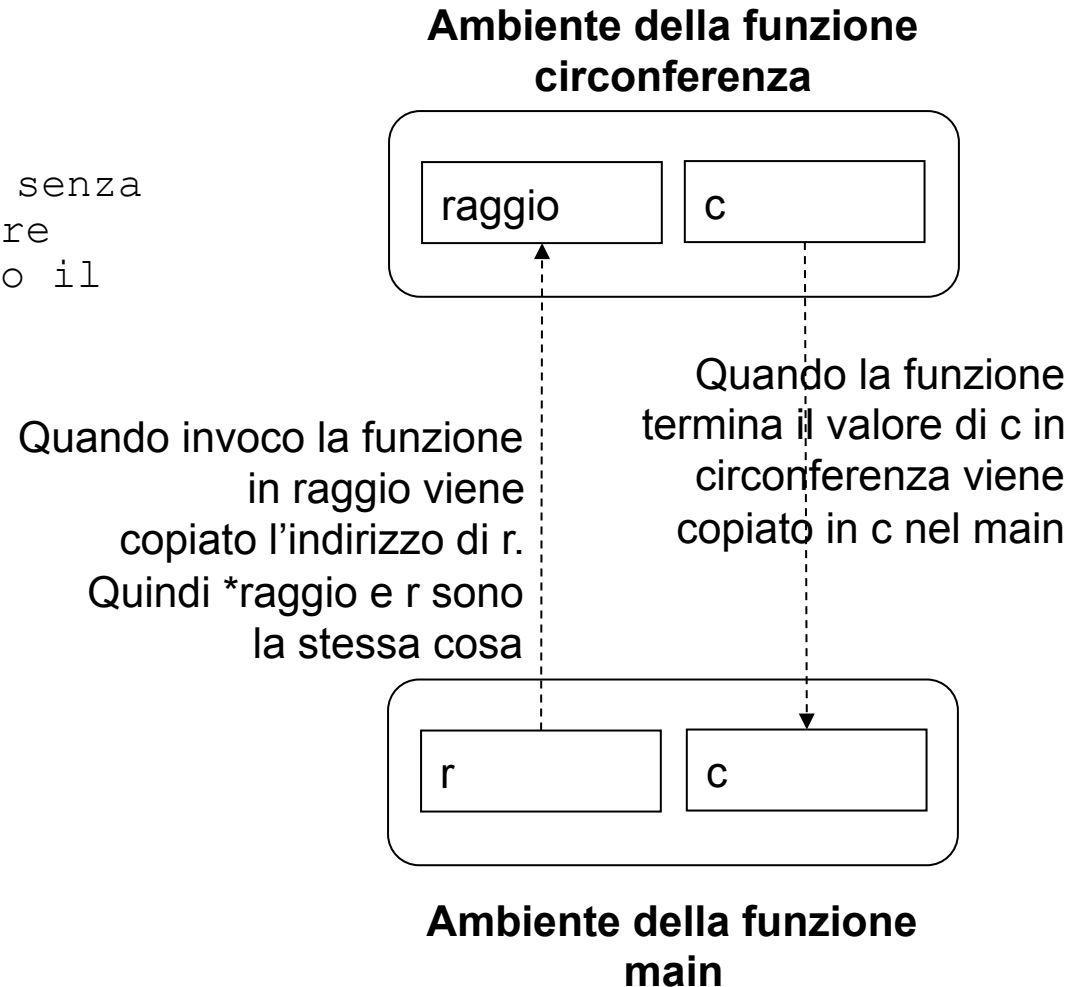 Ambiente della funzione
circonferenza
senza
re
o il
raggio
c
Quando invoco la funzione
in raggio viene
copiato l'indirizzo di r.
Quindi *raggio e r sono
la stessa cosa
Quando la funzione
termina il valore di c in
circonferenza viene
copiato in c nel main
r
c
Ambiente della funzione
main